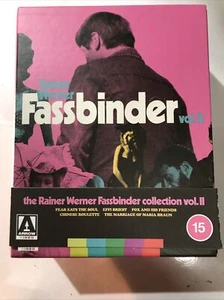 Rainer
Werner
Fassbinder vol. II
the Rainer Werner Fassbinder collection vol. II
FEAR EATS THE SOUL EFFI BRIEST FOX AND HIS FRIENDS
CHINESE ROULETTE THE MARRIAGE OF MARIA BRAUN
ARROW
15